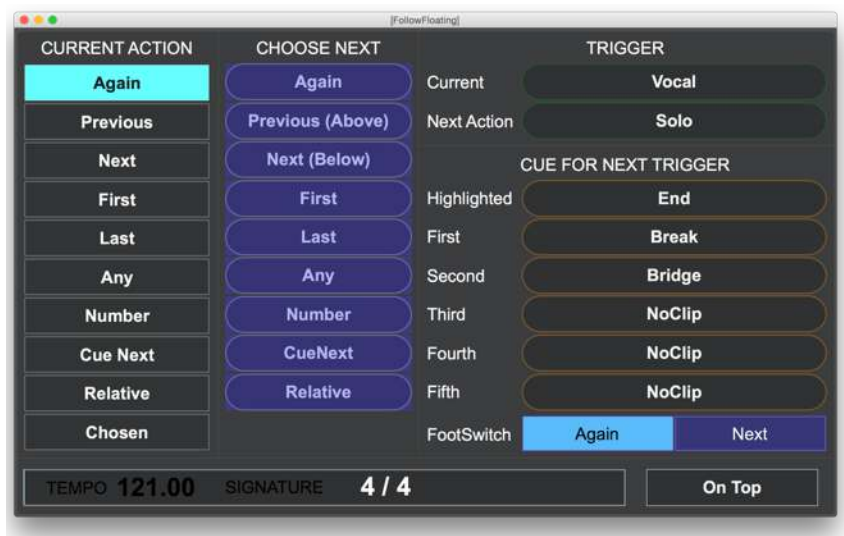 [FollowFloating]
CURRENT ACTION
Again
Previous
Next
First
Last
Any
Number
Cue Next
Relative
Chosen
CHOOSE NEXT
Again
Previous (Above)
Next (Below)
First
Last
Any
Number
CueNext
Relative
TRIGGER
Current Vocal
Next Action Solo
CUE FOR NEXT TRIGGER
Highlighted End
First Break
Second Bridge
Third NoClip
Fourth NoClip
Fifth NoClip
FootSwitch Again Next
TEMPO 121.00 SIGNATURE 4 / 4
On Top